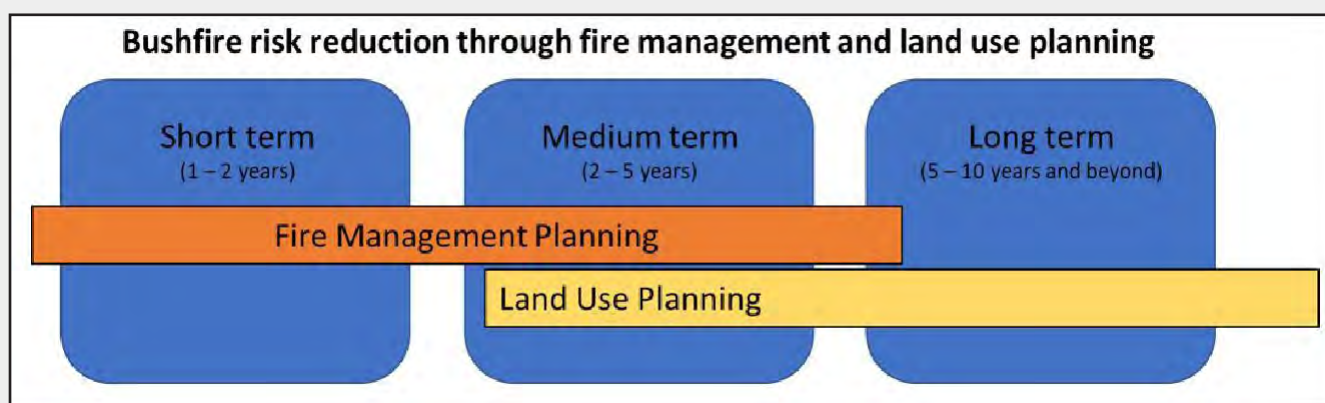 Bushfire risk reduction through fire management and land use planning
Short term
(1 – 2 years)
Medium term
(2 – 5 years)
Long term
(5 – 10 years and beyond)
Fire Management Planning
Land Use Planning